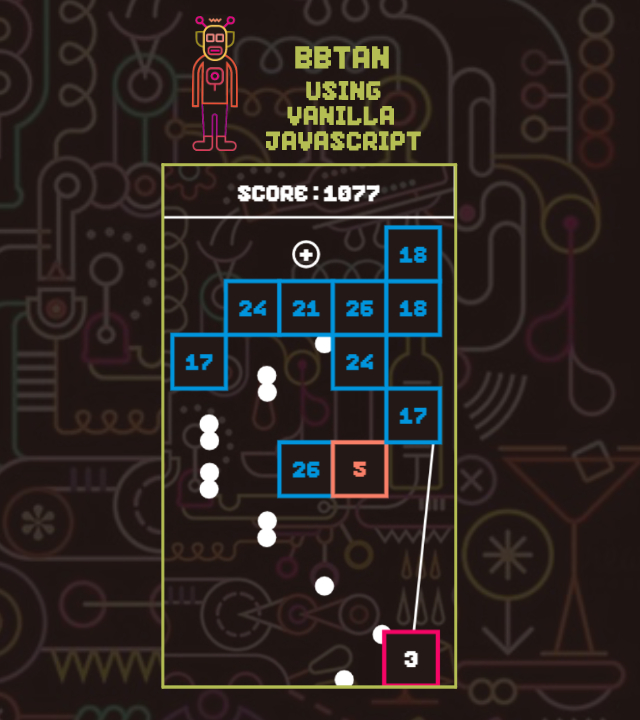 BBTAN
USING
VANILLA
JAVASCRIPT
SCORE:1077
18
24 21 26 18
17 24
17
26 5
3